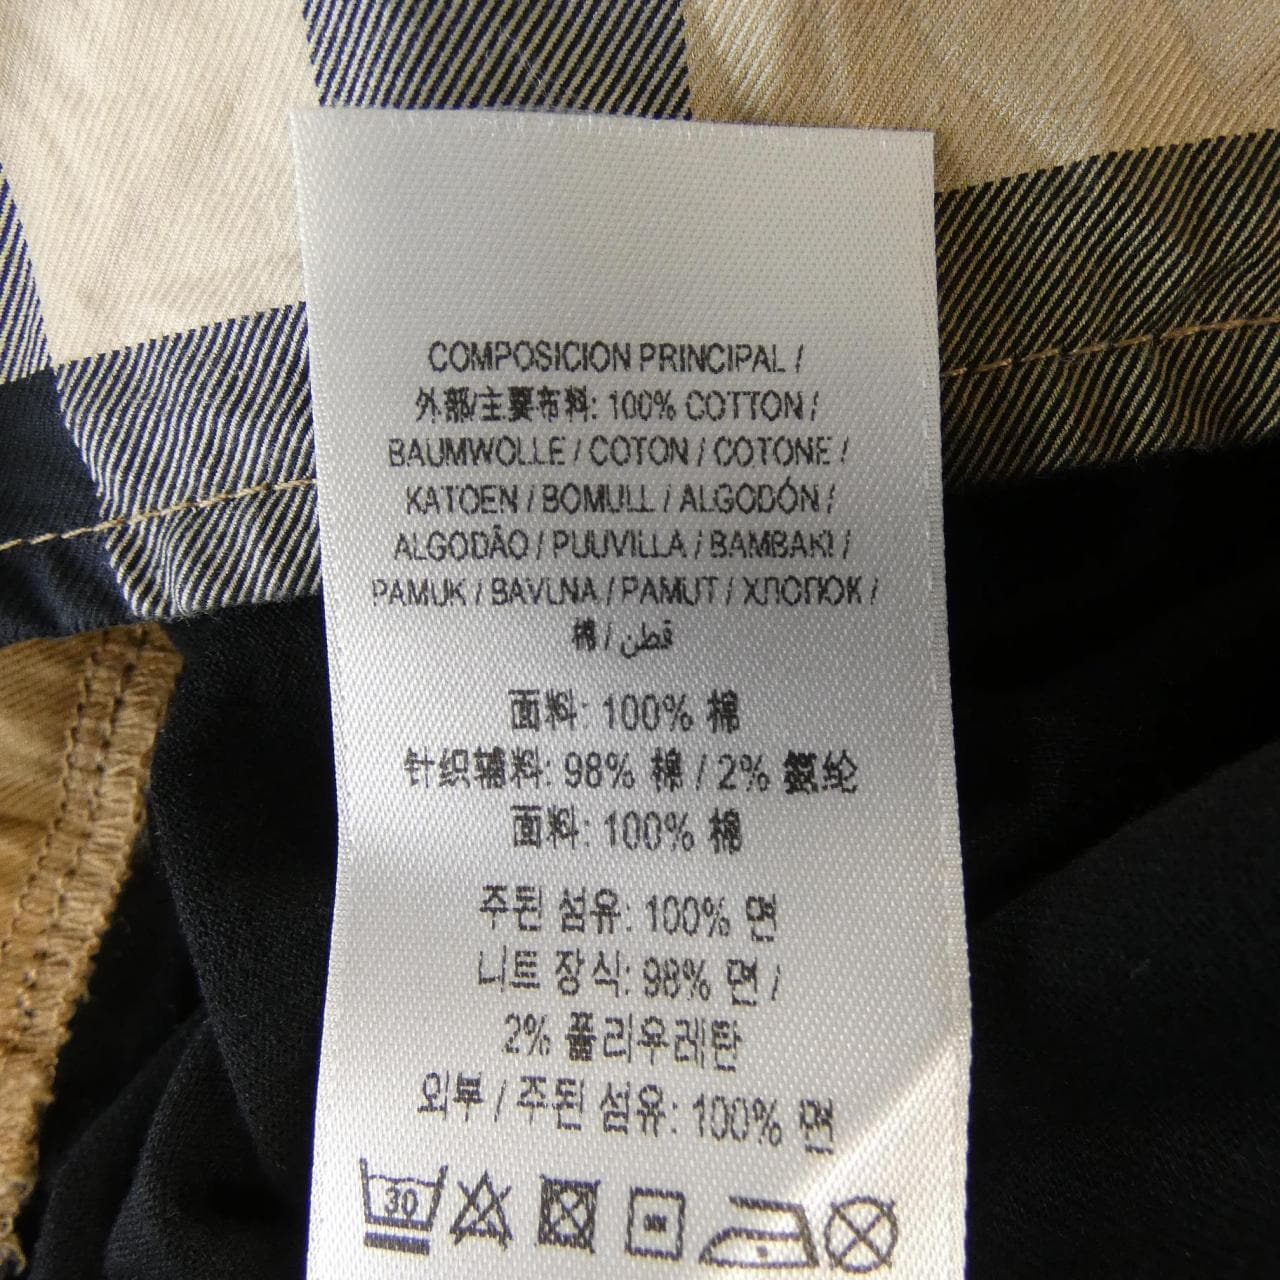 COMPOSICION PRINCIPAL /
外部/主要布料: 100% COTTON /
BAUMWOLLE / COTON / COTONE /
KATOEN / BOMULL / ALGODÓN /
ALGODÃO / PUUVILLA / BAMBAKI /
PAMUK / BAVLNA / PAMUT / ХЛОПОК /
棉 / قطن
面料: 100% 棉
针织辅料: 98% 棉 / 2% 氨纶
面料: 100% 棉
주된 섬유: 100% 면
니트 장식: 98% 면 /
2% 폴리우레탄
외부 / 주된 섬유: 100% 면
30